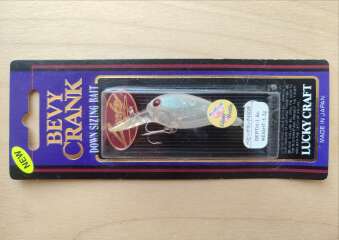 BEVY
CRANK
DOWN SIZING BAIT
NEW
LUCKY CRAFT
MADE IN JAPAN